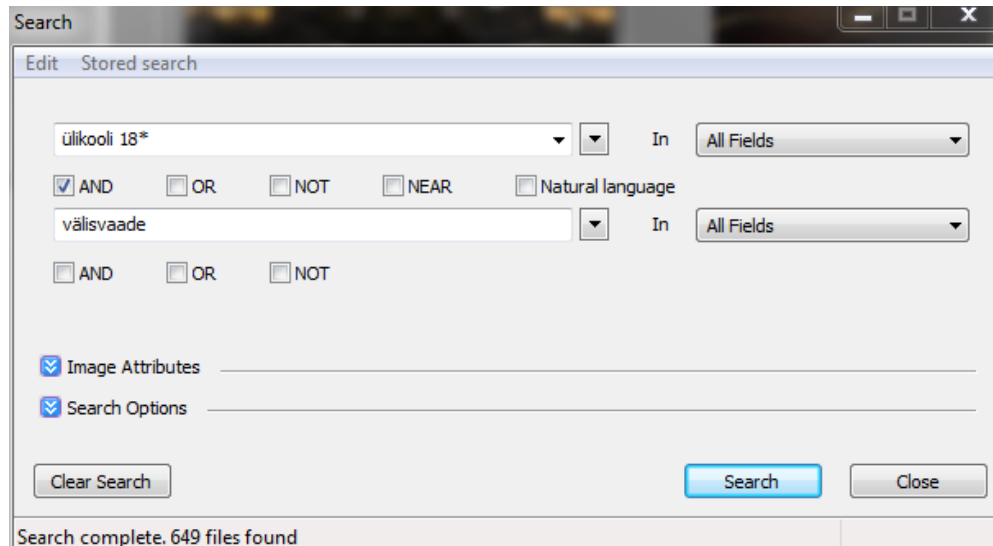 Search
Edit Stored search
ülikooli 18* In All Fields
AND OR NOT NEAR Natural language
välisvaade In All Fields
AND OR NOT
Image Attributes
Search Options
Clear Search Search Close
Search complete. 649 files found